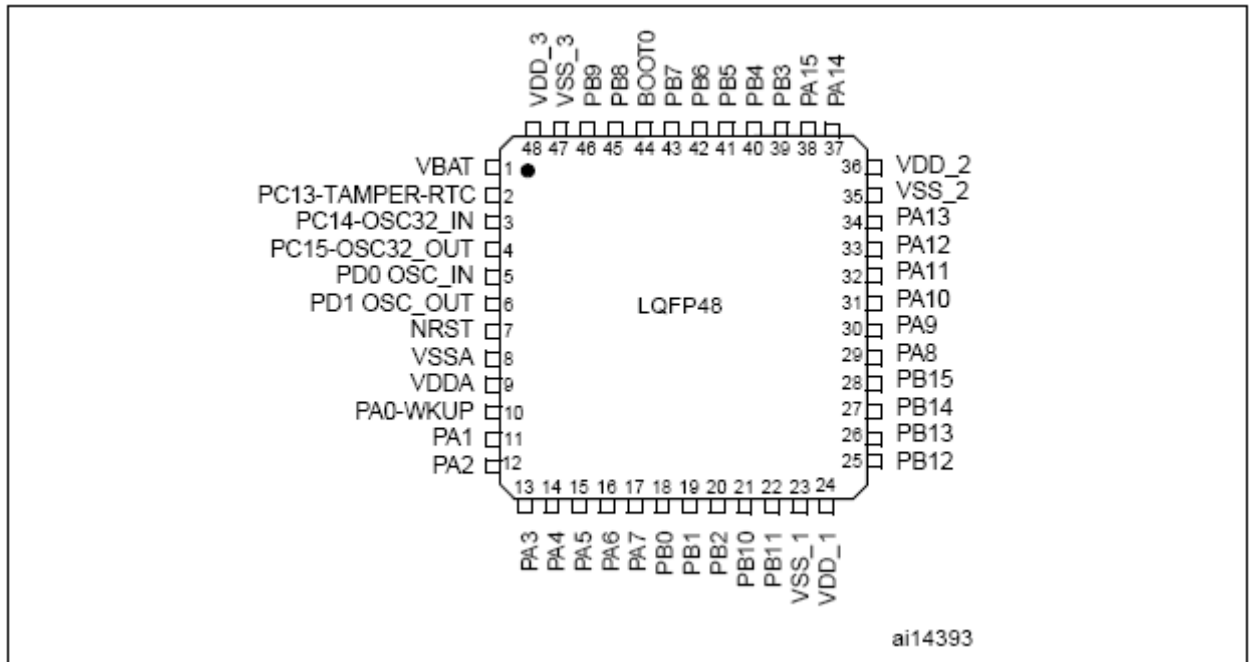 VDD_3
VSS_3
PB9
PB8
BOOT0
PB7
PB6
PB5
PB4
PB3
PA15
PA14
48 47 46 45 44 43 42 41 40 39 38 37
VBAT 1
PC13-TAMPER-RTC 2
PC14-OSC32_IN 3
PC15-OSC32_OUT 4
PD0 OSC_IN 5
PD1 OSC_OUT 6
NRST 7
VSSA 8
VDDA 9
PA0-WKUP 10
PA1 11
PA2 12
LQFP48
36 VDD_2
35 VSS_2
34 PA13
33 PA12
32 PA11
31 PA10
30 PA9
29 PA8
28 PB15
27 PB14
26 PB13
25 PB12
13 14 15 16 17 18 19 20 21 22 23 24
PA3
PA4
PA5
PA6
PA7
PB0
PB1
PB2
PB10
PB11
VSS_1
VDD_1
ai14393